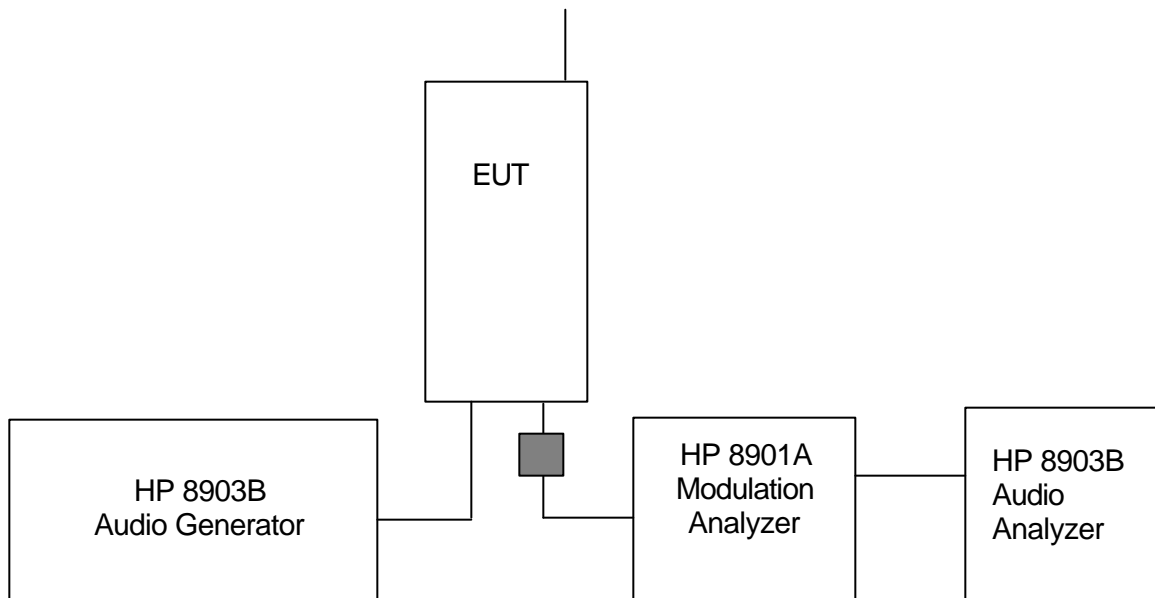 EUT
HP 8903B
Audio Generator
HP 8901A
Modulation
Analyzer
HP 8903B
Audio
Analyzer